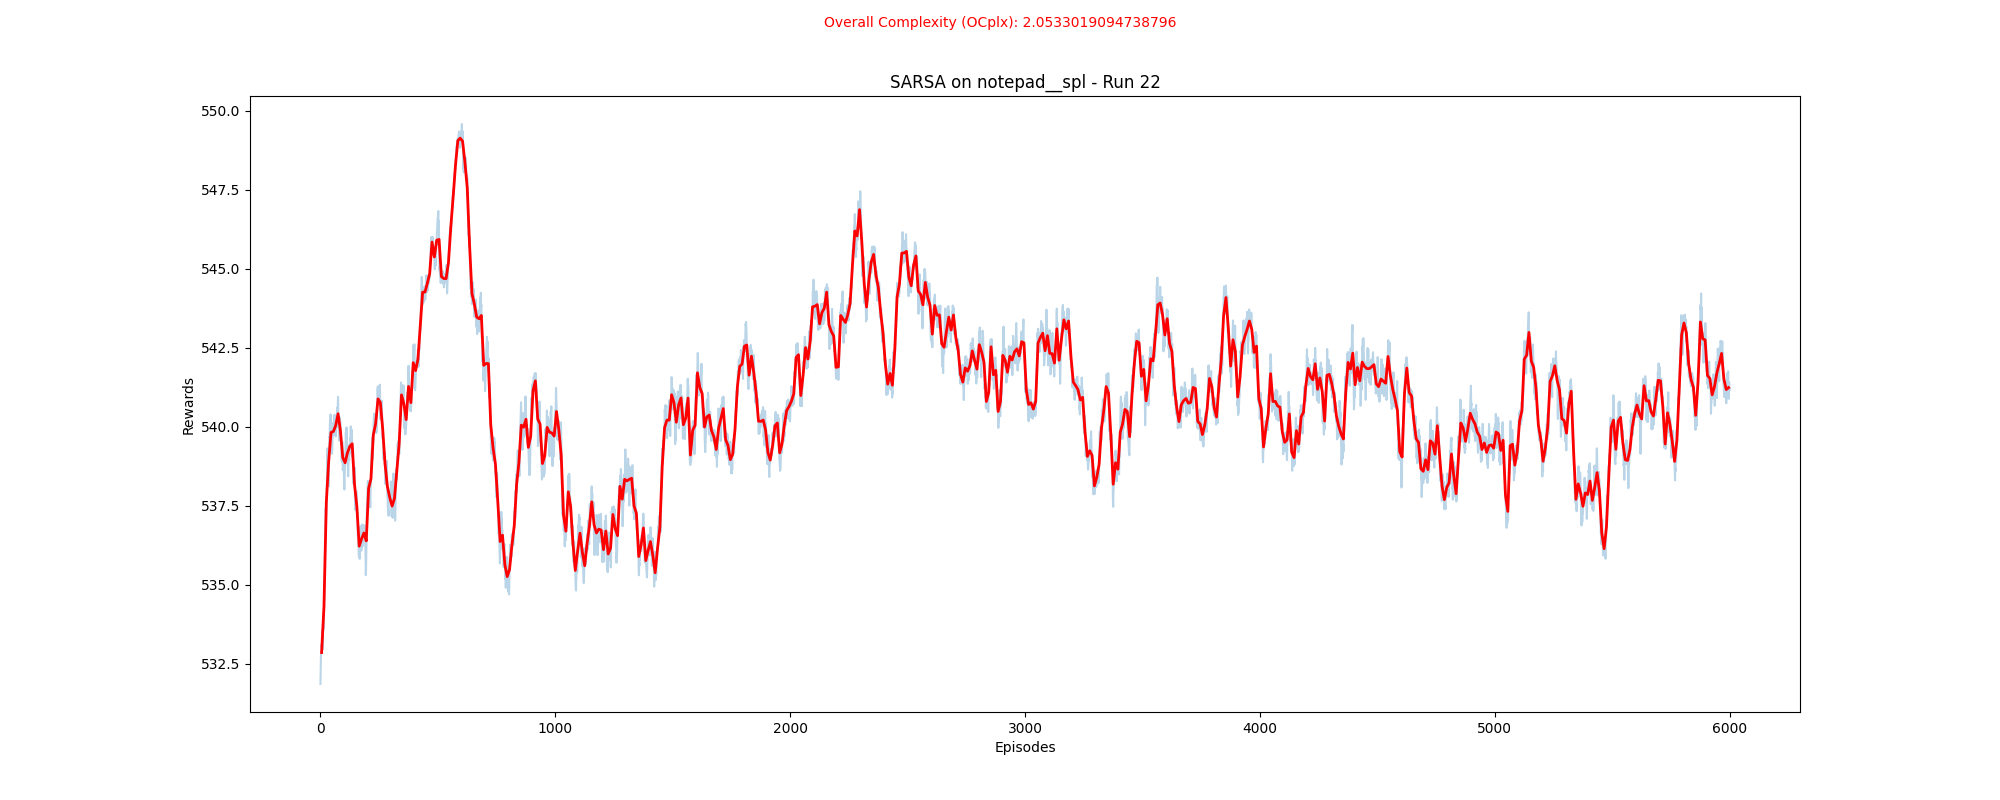 Overall Complexity (OCplx): 2.0533019094738796
SARSA on notepad__spl - Run 22
550.0
547.5
545.0
542.5
540.0
537.5
535.0
532.5
Rewards
0 1000 2000 3000 4000 5000 6000
Episodes